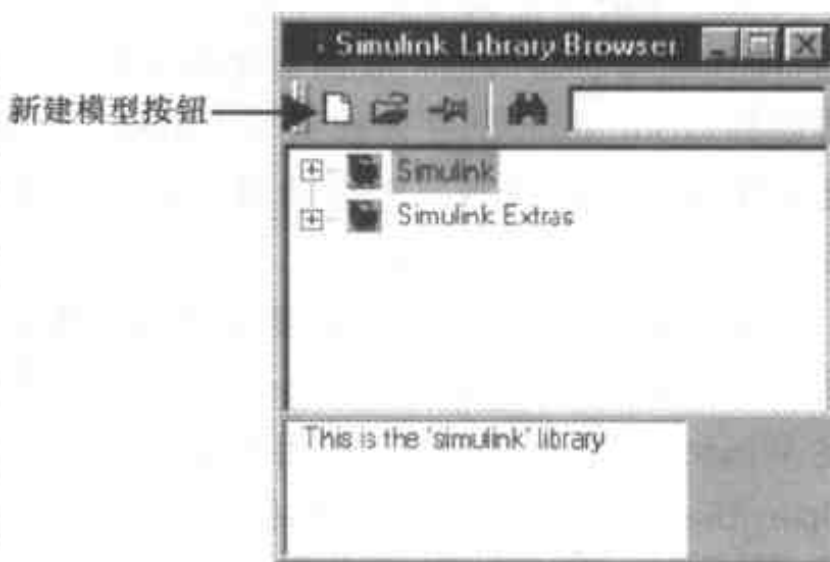 Simulink Library Browser
新建模型按钮
Simulink
Simulink Extras
This is the 'simulink' library